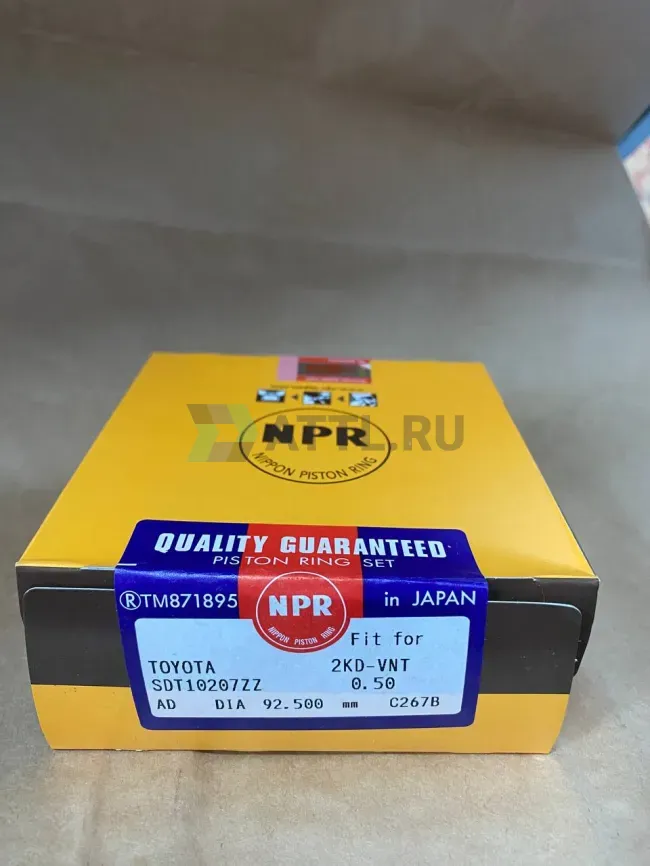 NPR
NIPPON PISTON RING
ATTL.RU
QUALITY GUARANTEED
PISTON RING SET
®TM871895 NPR in JAPAN
NIPPON PISTON RING
Fit for
TOYOTA 2KD-VNT
SDT10207ZZ 0.50
AD DIA 92.500 mm C267B